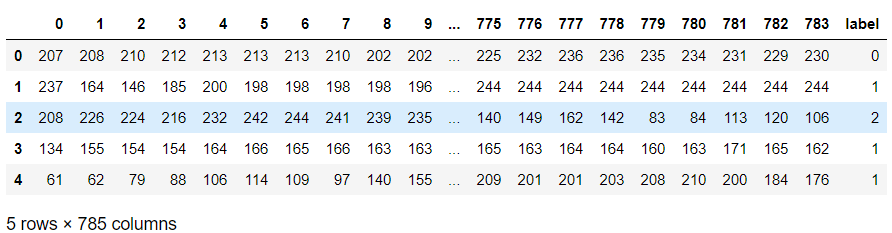 0 1 2 3 4 5 6 7 8 9 ... 775 776 777 778 779 780 781 782 783 label
0 207 208 210 212 213 213 213 210 202 202 ... 225 232 236 236 235 234 231 229 230 0
1 237 164 146 185 200 198 198 198 198 196 ... 244 244 244 244 244 244 244 244 244 1
2 208 226 224 216 232 242 244 241 239 235 ... 140 149 162 142 83 84 113 120 106 2
3 134 155 154 154 164 166 165 166 163 163 ... 165 163 164 164 160 163 171 165 162 1
4 61 62 79 88 106 114 109 97 140 155 ... 209 201 201 203 208 210 200 184 176 1
5 rows × 785 columns